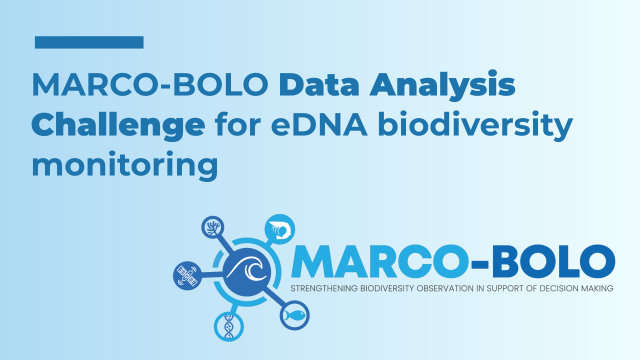 MARCO-BOLO Data Analysis
Challenge for eDNA biodiversity
monitoring
MARCO-BOLO
STRENGTHENING BIODIVERSITY OBSERVATION IN SUPPORT OF DECISION MAKING